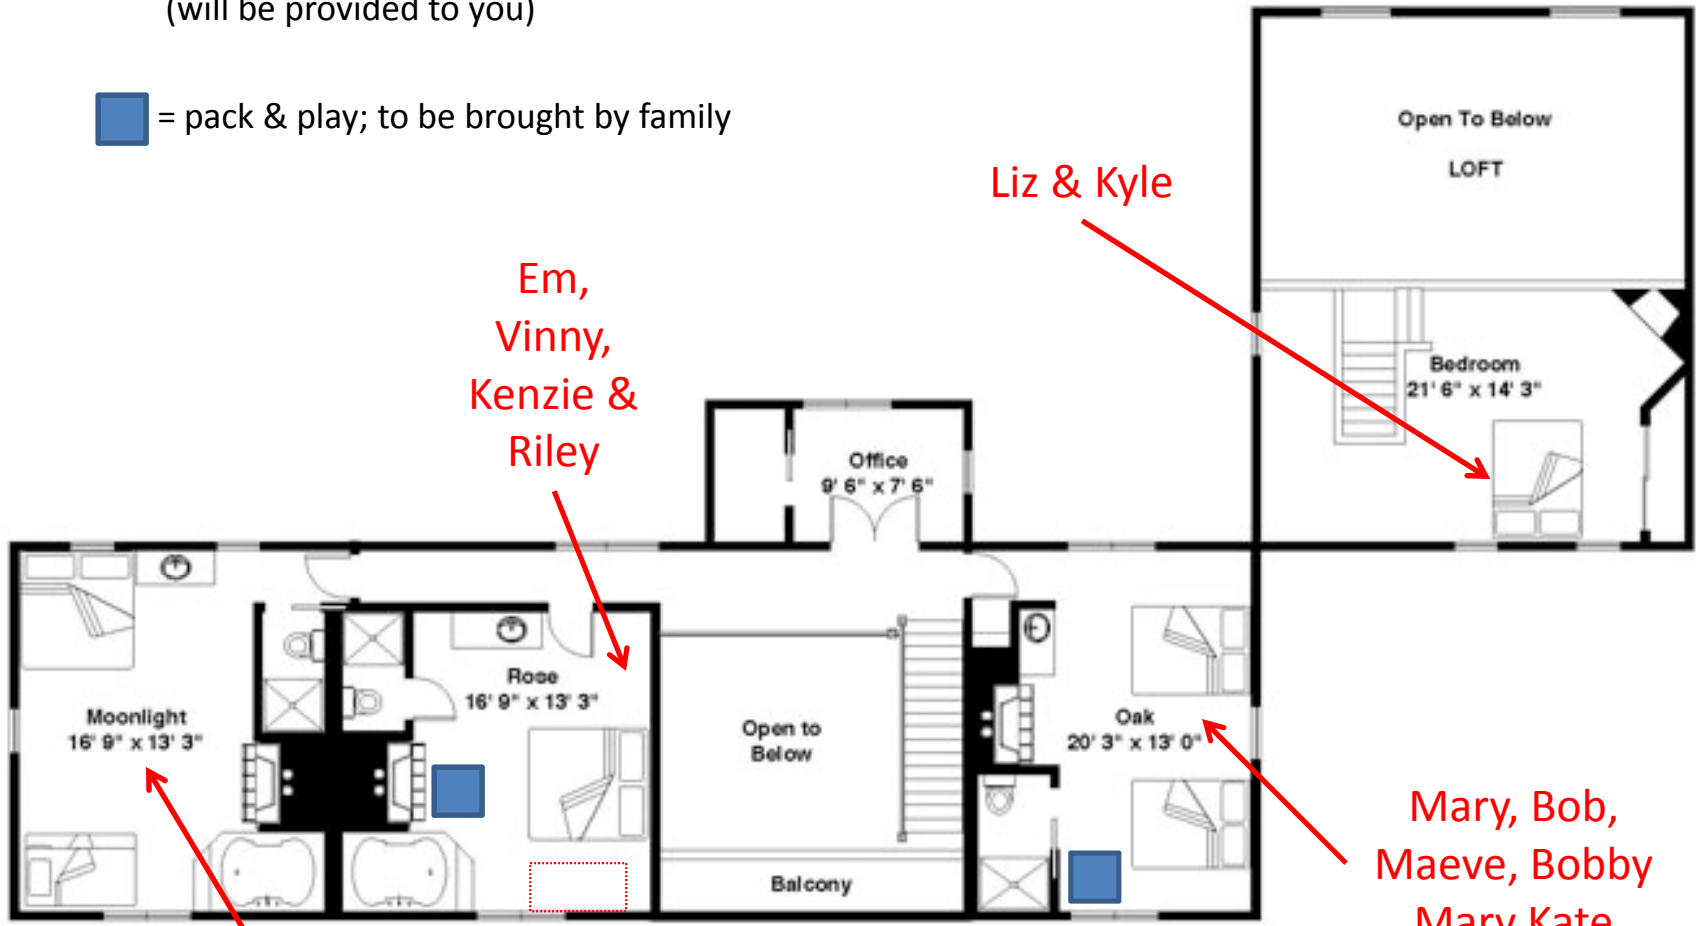 (will be provided to you)
= pack & play; to be brought by family
Open To Below
LOFT
Liz & Kyle
Em,
Vinny,
Kenzie &
Riley
Bedroom
21' 6" x 14' 3"
Office
9' 6" x 7' 6"
Rose
16' 9" x 13' 3"
Moonlight
16' 9" x 13' 3"
Open to
Below
Oak
20' 3" x 13' 0"
Balcony
Mary, Bob,
Maeve, Bobby
Mary Kate